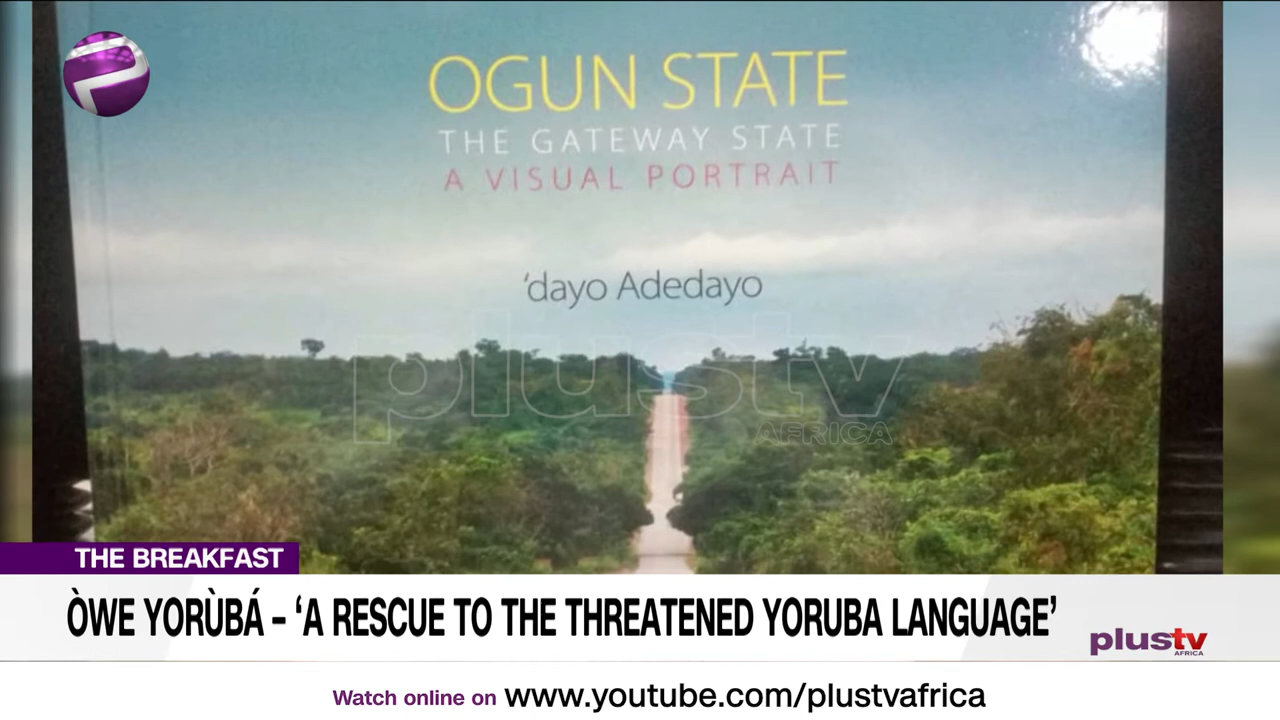 OGUN STATE
THE GATEWAY STATE
A VISUAL PORTRAIT
'dayo Adedayo
plustv
AFRICA
THE BREAKFAST
ÒWE YORÙBÁ – ‘A RESCUE TO THE THREATENED YORUBA LANGUAGE’
plustv
AFRICA
Watch online on www.youtube.com/plustvafrica